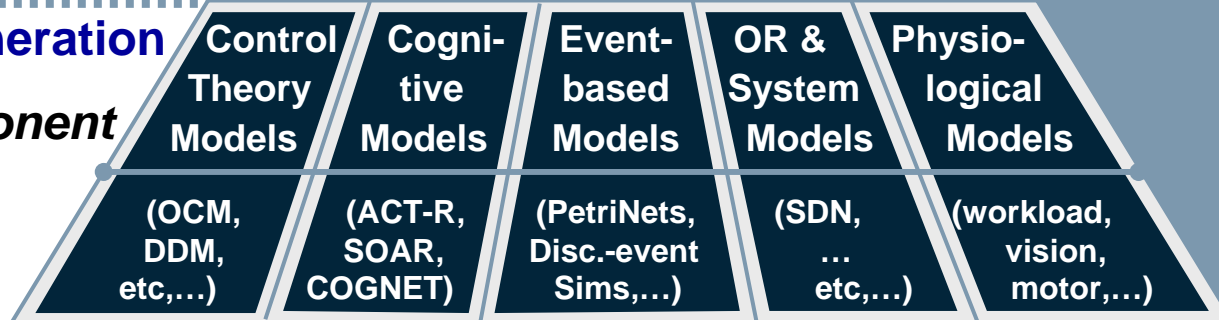 neration
onent
Control
Theory
Models
Cogni-
tive
Models
Event-
based
Models
OR &
System
Models
Physio-
logical
Models
(OCM,
DDM,
etc,…)
(ACT-R,
SOAR,
COGNET)
(PetriNets,
Disc.-event
Sims,…)
(SDN,
…
etc,…)
(workload,
vision,
motor,…)